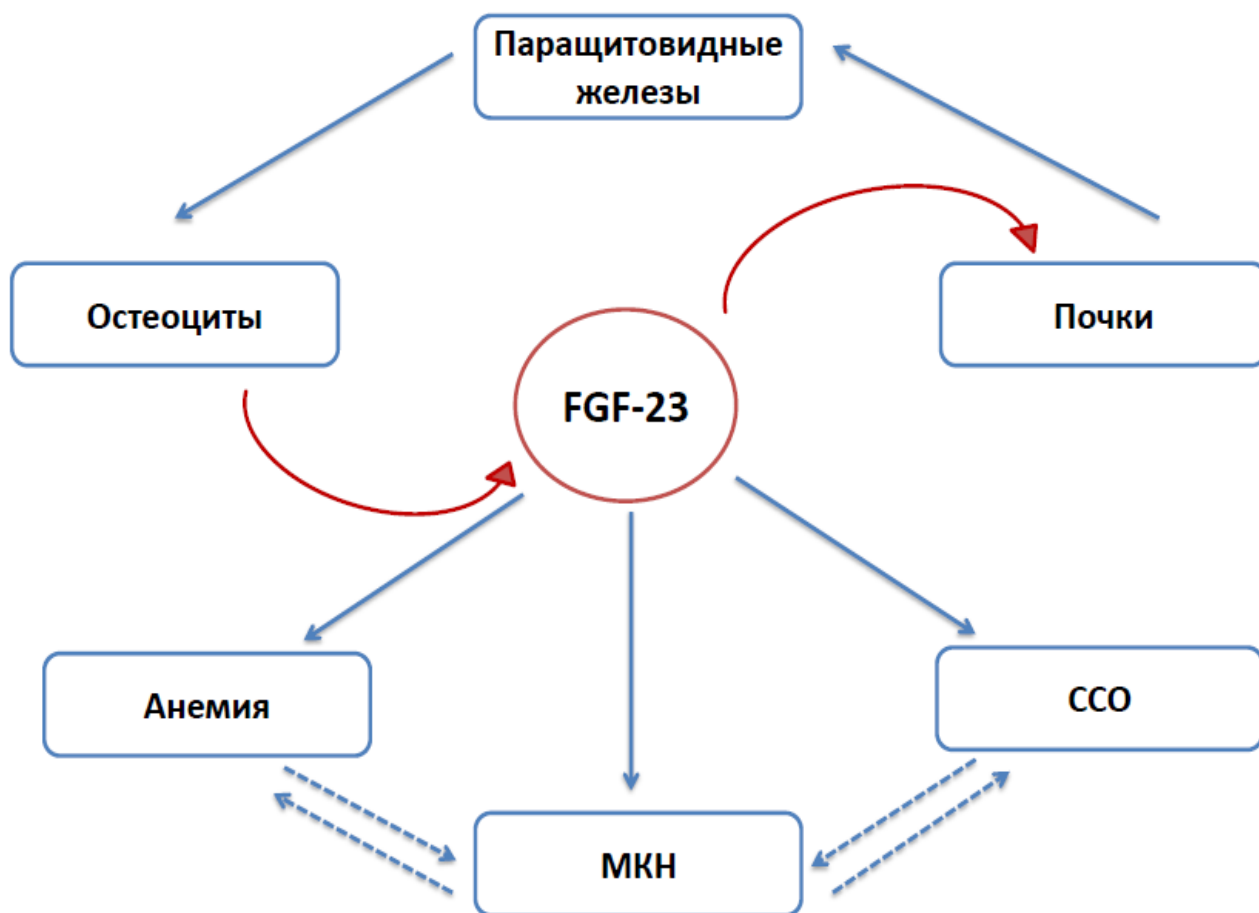 Паращитовидные
железы
Остеоциты
Почки
FGF-23
Анемия
ССО
МКН